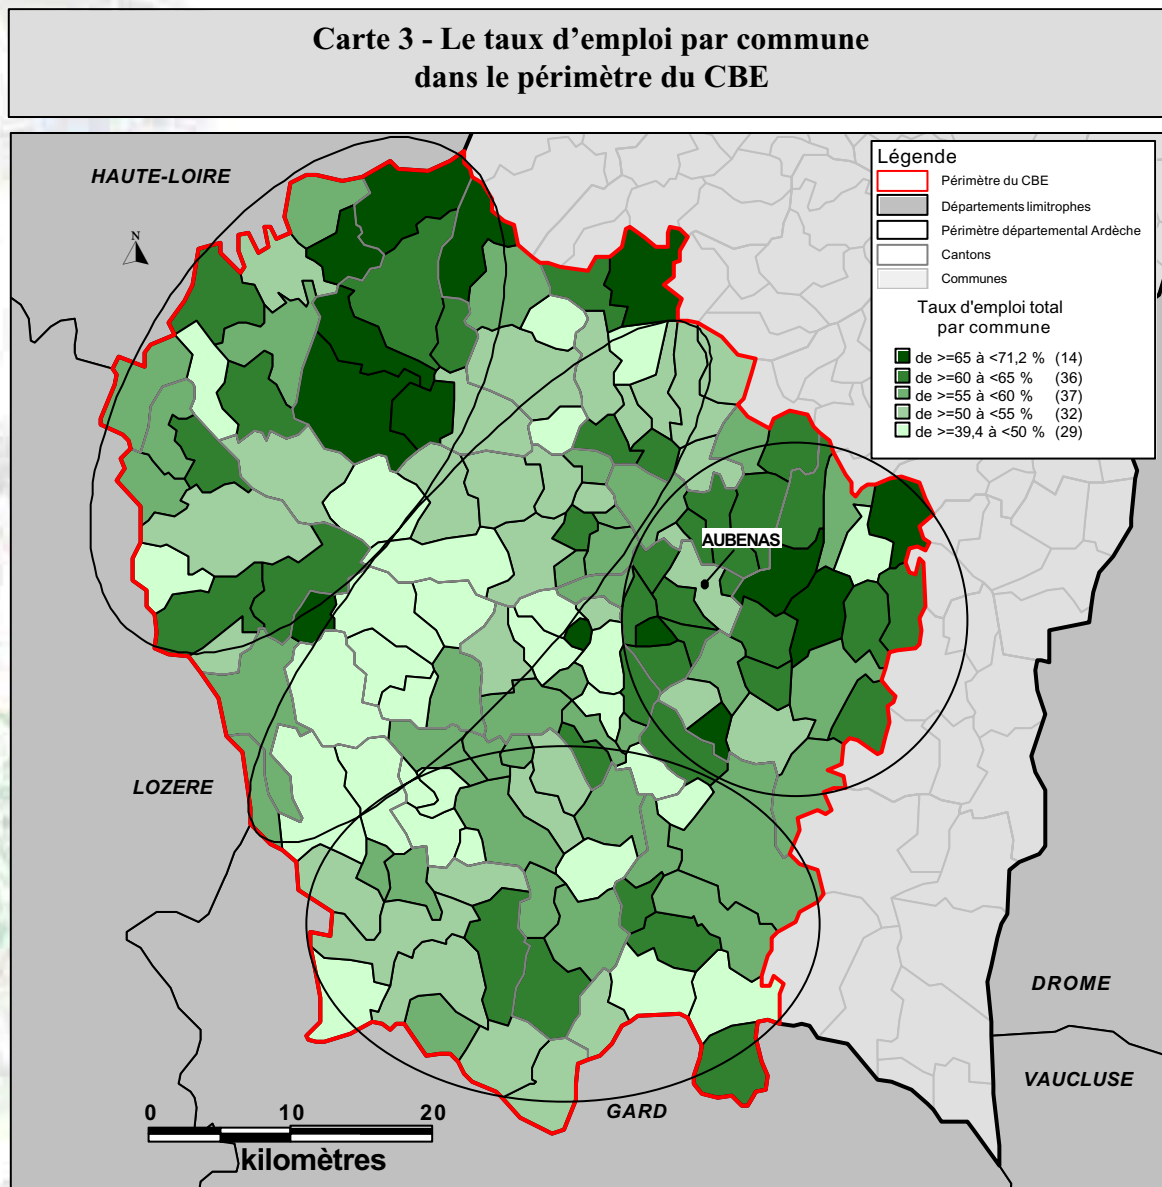 Carte 3 - Le taux d’emploi par commune
dans le périmètre du CBE
HAUTE-LOIRE
N
Légende
Périmètre du CBE
Départements limitrophes
Périmètre départemental Ardèche
Cantons
Communes
Taux d'emploi total
par commune
de >=65 à <71,2 % (14)
de >=60 à <65 % (36)
de >=55 à <60 % (37)
de >=50 à <55 % (32)
de >=39,4 à <50 % (29)
AUBENAS
LOZERE
DROME
VAUCLUSE
GARD
0 10 20
kilomètres